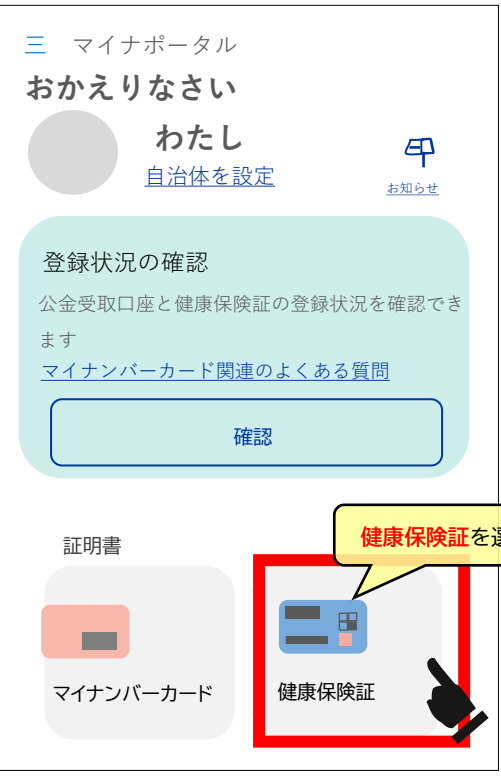 三 マイナポータル
おかえりなさい
わたし
自治体を設定
お知らせ
登録状況の確認
公金受取口座と健康保険証の登録状況を確認でき
ます
マイナンバーカード関連のよくある質問
確認
証明書
健康保険証を
マイナンバーカード
健康保険証